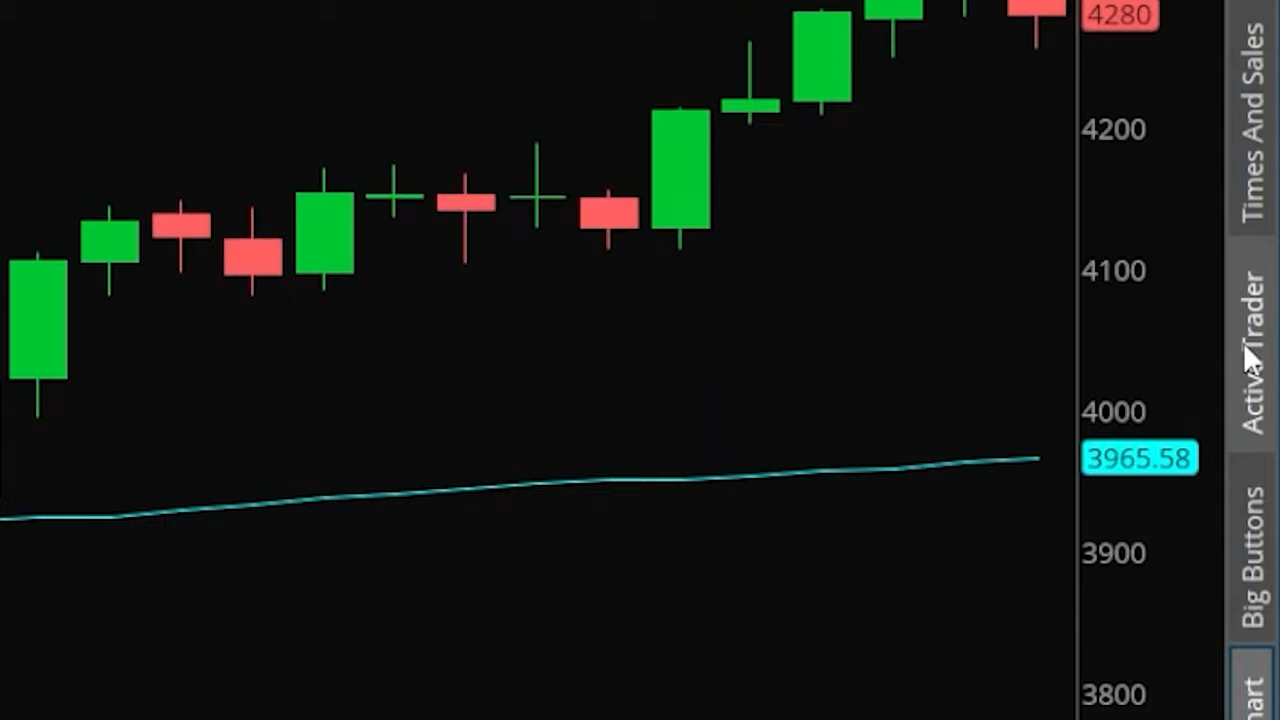 4280
4200
4100
4000
3965.58
3900
3800
Times And Sales
Active Trader
Big Buttons